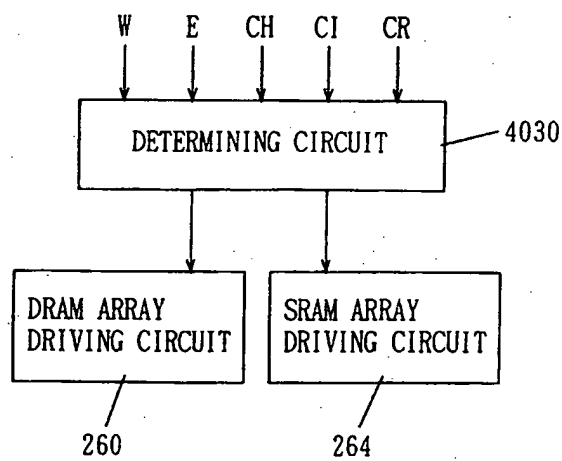 W E CH CI CR
DETERMINING CIRCUIT
4030
DRAM ARRAY
DRIVING CIRCUIT
SRAM ARRAY
DRIVING CIRCUIT
260
264